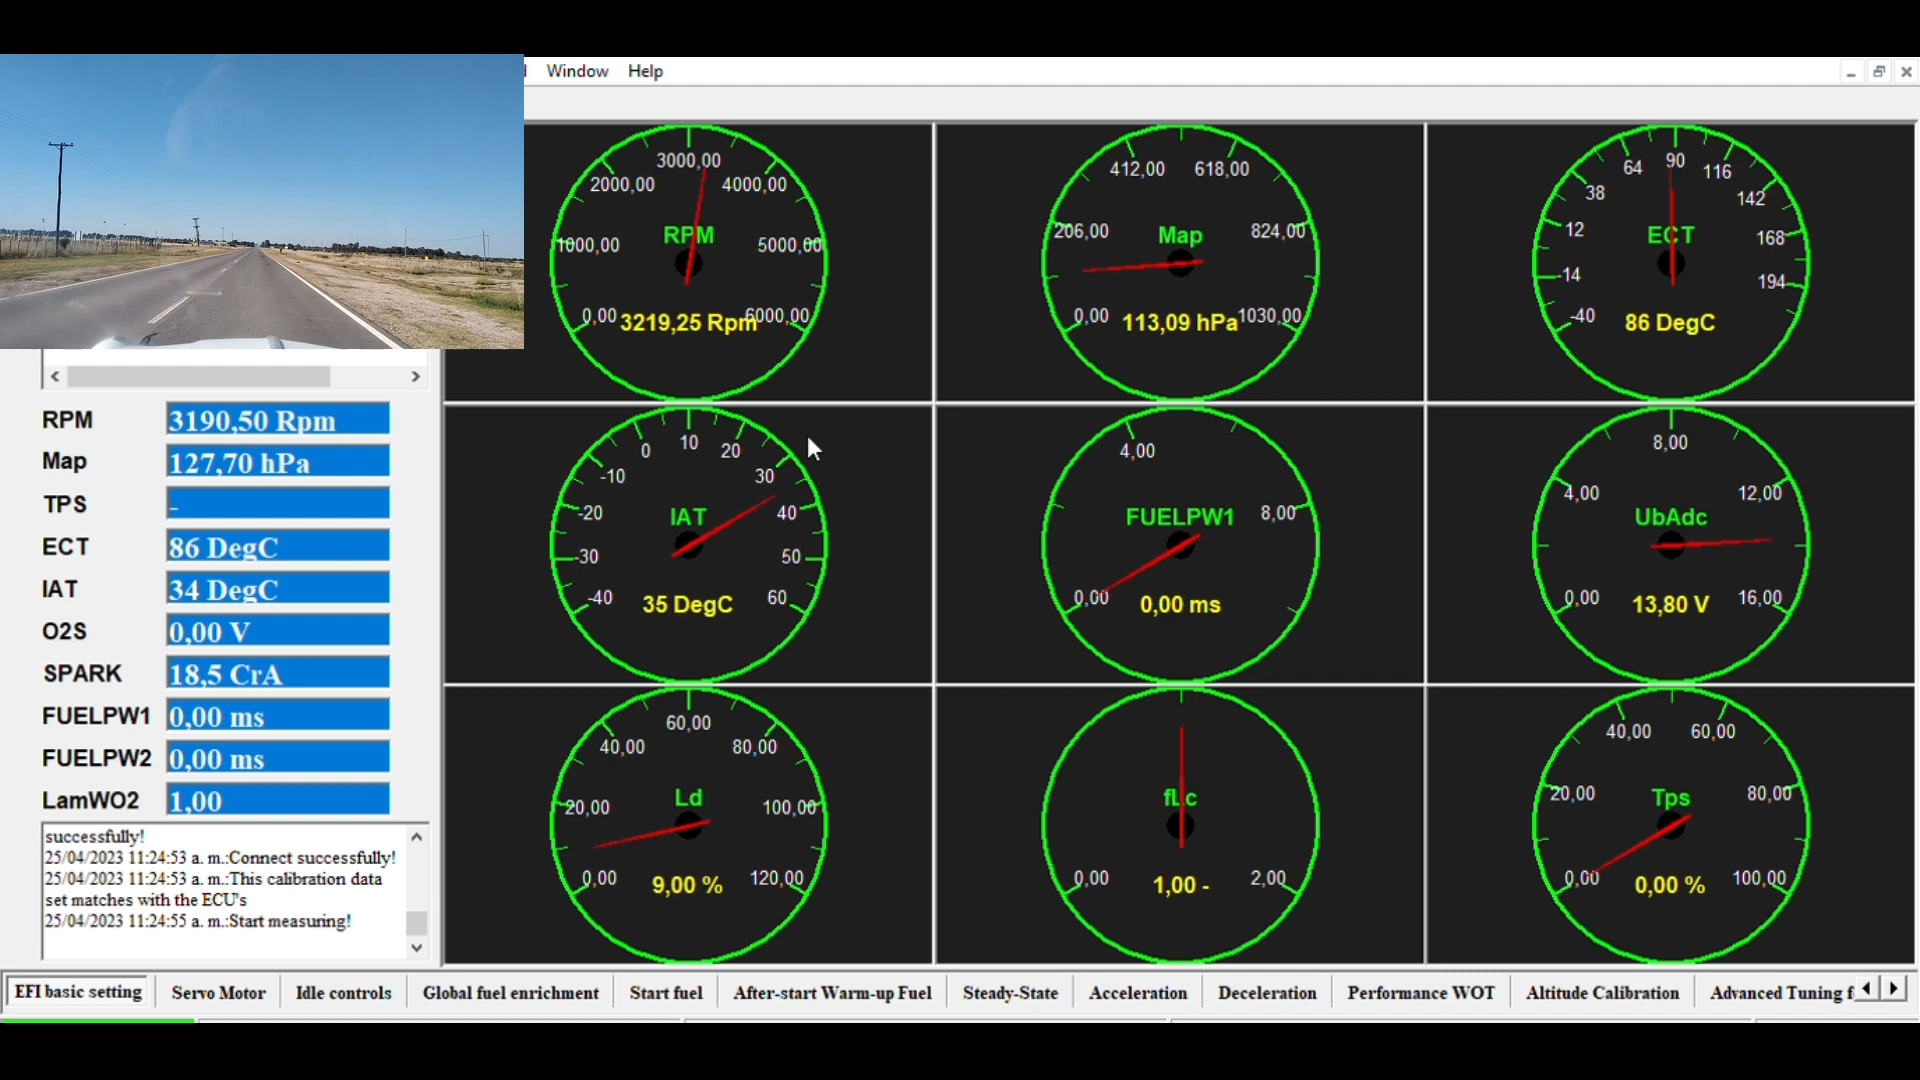 Window Help
RPM 3190,50 Rpm
Map 127,70 hPa
TPS -
ECT 86 DegC
IAT 34 DegC
O2S 0,00 V
SPARK 18,5 CrA
FUELPW1 0,00 ms
FUELPW2 0,00 ms
LamWO2 1,00
successfully!
25/04/2023 11:24:53 a. m.:Connect successfully!
25/04/2023 11:24:53 a. m.:This calibration data
set matches with the ECU's
25/04/2023 11:24:55 a. m.:Start measuring!
3000,00
2000,00 4000,00
1000,00 RPM 5000,00
0,00 3219,25 Rpm 6000,00
412,00 618,00
206,00 Map 824,00
0,00 113,09 hPa 1030,00
64 90 116
38 142
12 ECT 168
-14 194
-40 86 DegC
0 10 20
-10 30
-20 IAT 40
-30 50
-40 35 DegC 60
4,00
FUELPW1 8,00
0,00 0,00 ms
8,00
4,00 12,00
UbAdc
0,00 13,80 V 16,00
60,00
40,00 80,00
20,00 Ld 100,00
0,00 9,00 % 120,00
fLc
0,00 1,00 - 2,00
40,00 60,00
20,00 Tps 80,00
0,00 0,00 % 100,00
EFI basic setting Servo Motor Idle controls Global fuel enrichment Start fuel After-start Warm-up Fuel Steady-State Acceleration Deceleration Performance WOT Altitude Calibration Advanced Tuning f